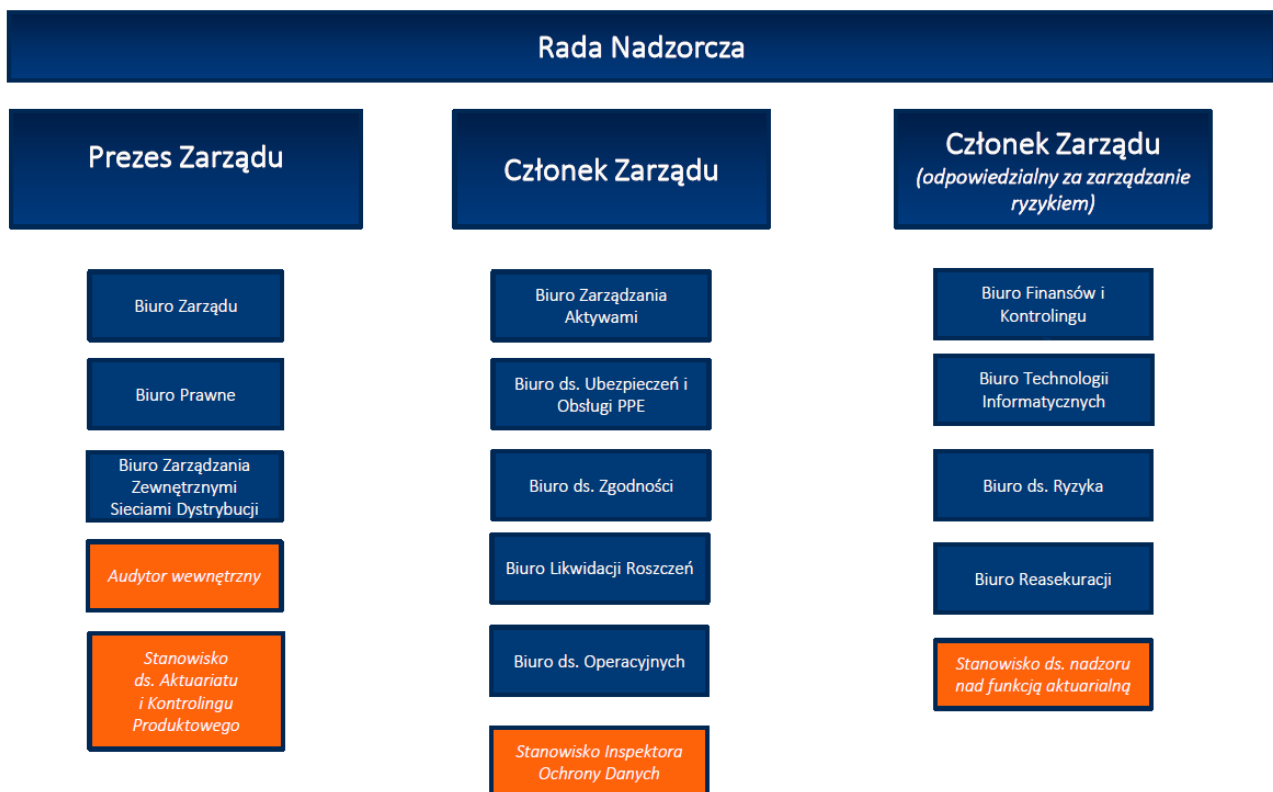 Rada Nadzorcza
Prezes Zarządu
Biuro Zarządu
Biuro Prawne
Biuro Zarządzania
Zewnętrznymi
Sieciami Dystrybucji
Audytor wewnętrzny
Stanowisko
ds. Aktuariatu
i Kontrolingu
Produktowego
Członek Zarządu
Biuro Zarządzania
Aktywami
Biuro ds. Ubezpieczeń i
Obsługi PPE
Biuro ds. Zgodności
Biuro Likwidacji Roszczeń
Biuro ds. Operacyjnych
Stanowisko Inspektora
Ochrony Danych
Członek Zarządu
(odpowiedzialny za zarządzanie
ryzykiem)
Biuro Finansów i
Kontrolingu
Biuro Technologii
Informatycznych
Biuro ds. Ryzyka
Biuro Reasekuracji
Stanowisko ds. nadzoru
nad funkcją aktuarialną